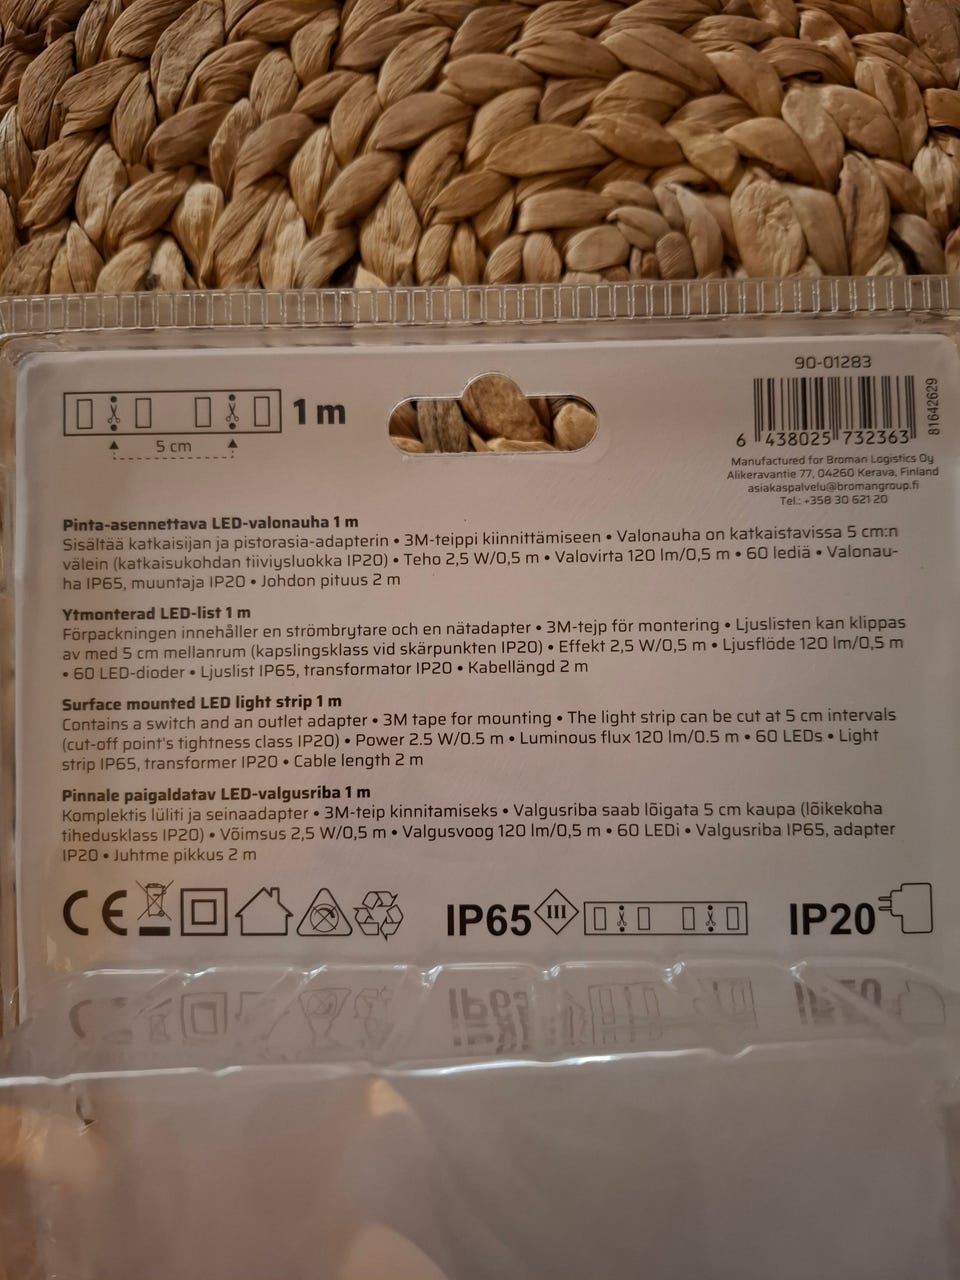 90-01283
1 m
5 cm
6 438025 732363
81642629
Manufactured for Broman Logistics Oy
Alikeravantie 77, 04260 Kerava, Finland
asiakaspalvelu@bromangroup.fi
Tel.: +358 30 621 20
Pinta-asennettava LED-valonauha 1 m
Sisältää katkaisijan ja pistorasia-adapterin • 3M-teippi kiinnittämiseen • Valonauha on katkaistavissa 5 cm:n
välein (katkaisukohdan tiiviysluokka IP20) • Teho 2,5 W/0,5 m • Valovirta 120 lm/0,5 m • 60 lediä • Valonau-
ha IP65, muuntaja IP20 • Johdon pituus 2 m
Ytmonterad LED-list 1 m
Förpackningen innehåller en strömbrytare och en nätadapter • 3M-tejp för montering • Ljuslisten kan klippas
av med 5 cm mellanrum (kapslingsklass vid skärpunkten IP20) • Effekt 2,5 W/0,5 m • Ljusflöde 120 lm/0,5 m
• 60 LED-dioder • Ljuslist IP65, transformator IP20 • Kabellängd 2 m
Surface mounted LED light strip 1 m
Contains a switch and an outlet adapter • 3M tape for mounting • The light strip can be cut at 5 cm intervals
(cut-off point's tightness class IP20) • Power 2.5 W/0.5 m • Luminous flux 120 lm/0.5 m • 60 LEDs • Light
strip IP65, transformer IP20 • Cable length 2 m
Pinnale paigaldatav LED-valgusriba 1 m
Komplektis lüliti ja seinaadapter • 3M-teip kinnitamiseks • Valgusriba saab lõigata 5 cm kaupa (lõikekoha
tihedusklass IP20) • Võimsus 2,5 W/0,5 m • Valgusvoog 120 lm/0,5 m • 60 LEDi • Valgusriba IP65, adapter
IP20 • Juhtme pikkus 2 m
CE IP65 III IP20